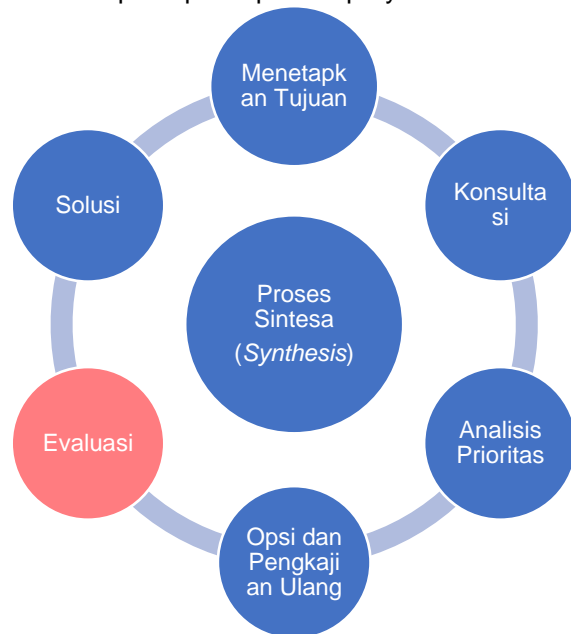 Menetapk
an Tujuan
Konsulta
si
Solusi
Proses
Sintesa
(Synthesis)
Analisis
Prioritas
Evaluasi
Opsi dan
Pengkaji
an Ulang